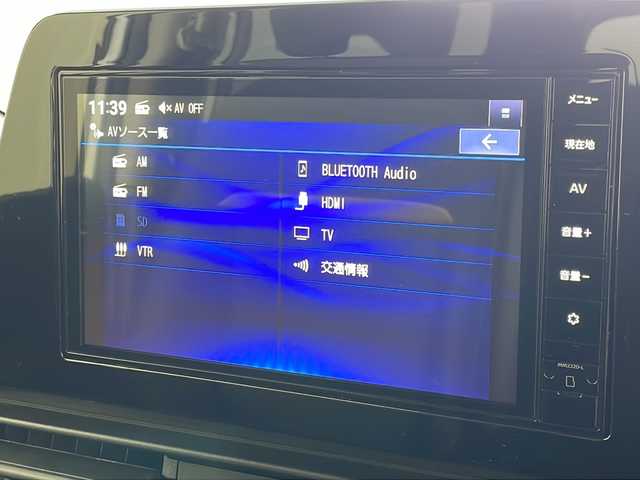 11:39 AV OFF
AVソース一覧
AM
FM
SD
VTR
BLUETOOTH Audio
HDMI
TV
交通情報
メニュー
現在地
AV
音量+
音量-
MM222D-L